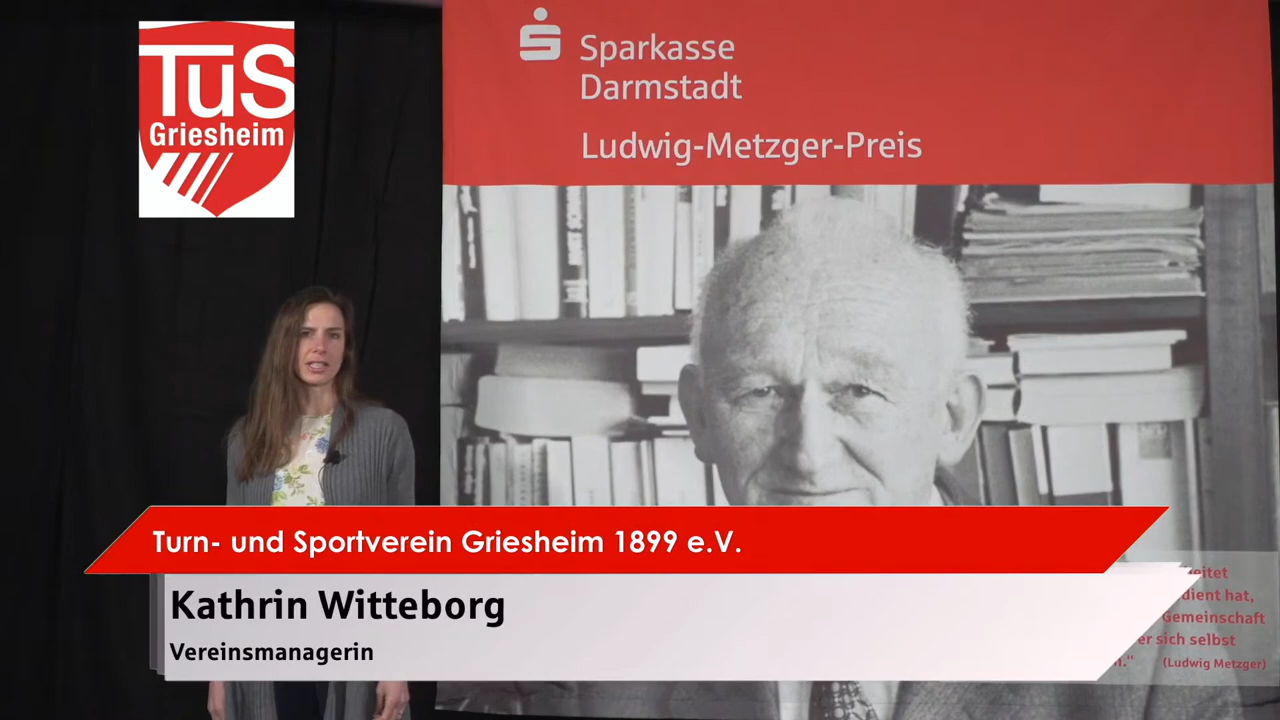 TuS
Griesheim
Sparkasse
Darmstadt
Ludwig-Metzger-Preis
Turn- und Sportverein Griesheim 1899 e.V.
Kathrin Witteborg
Vereinsmanagerin
dient hat,
Gemeinschaft
er sich selbst
(Ludwig Metzger)